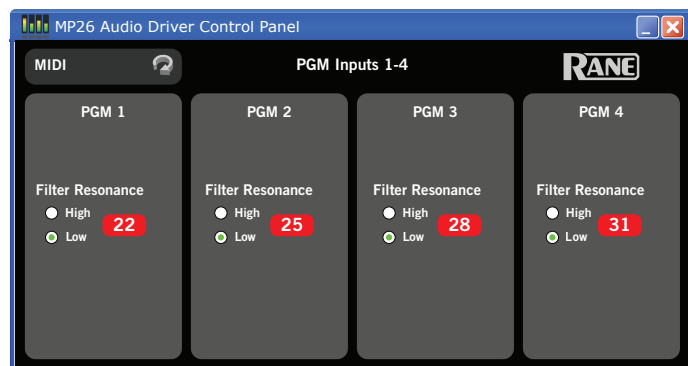 MP26 Audio Driver Control Panel
MIDI
PGM Inputs 1-4
RANE
PGM 1
Filter Resonance
High
Low
22
PGM 2
Filter Resonance
High
Low
25
PGM 3
Filter Resonance
High
Low
28
PGM 4
Filter Resonance
High
Low
31